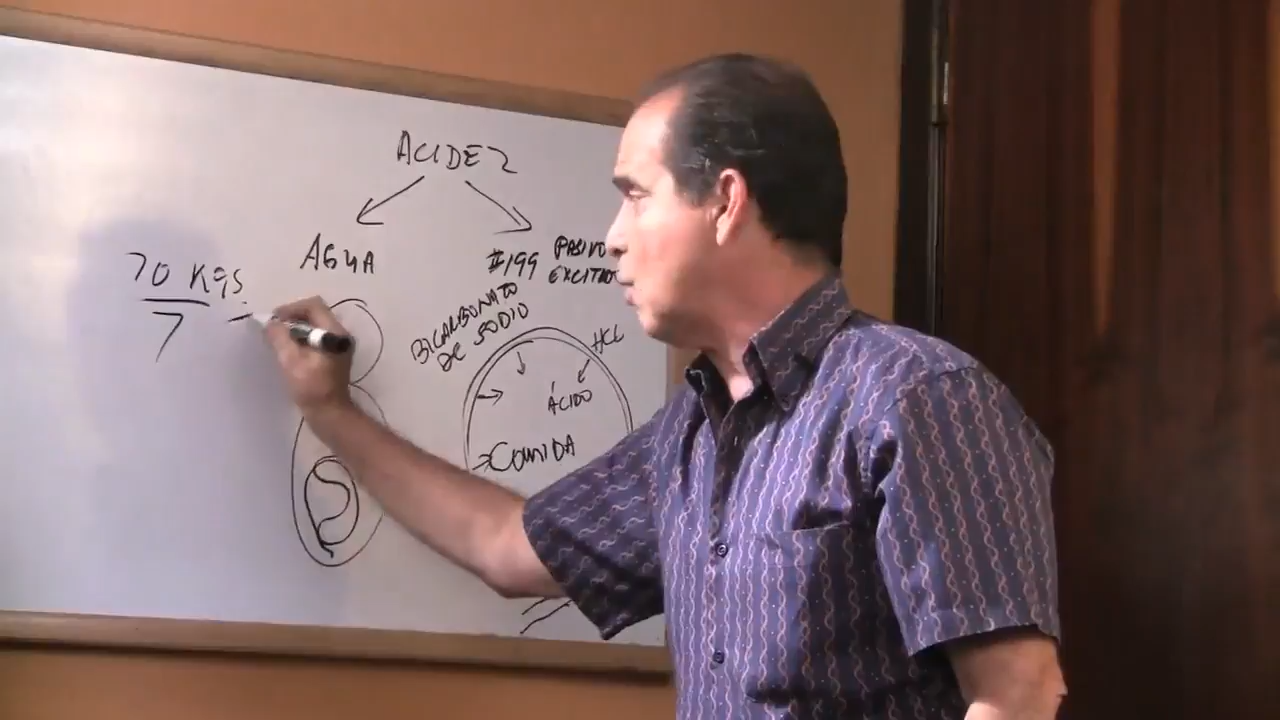 ACIDEZ
AGUA
#199
PASIVO
EXCITADO
70 Kgs
7
BICARBONATO
DE SODIO
HCL
ÁCIDO
COMIDA